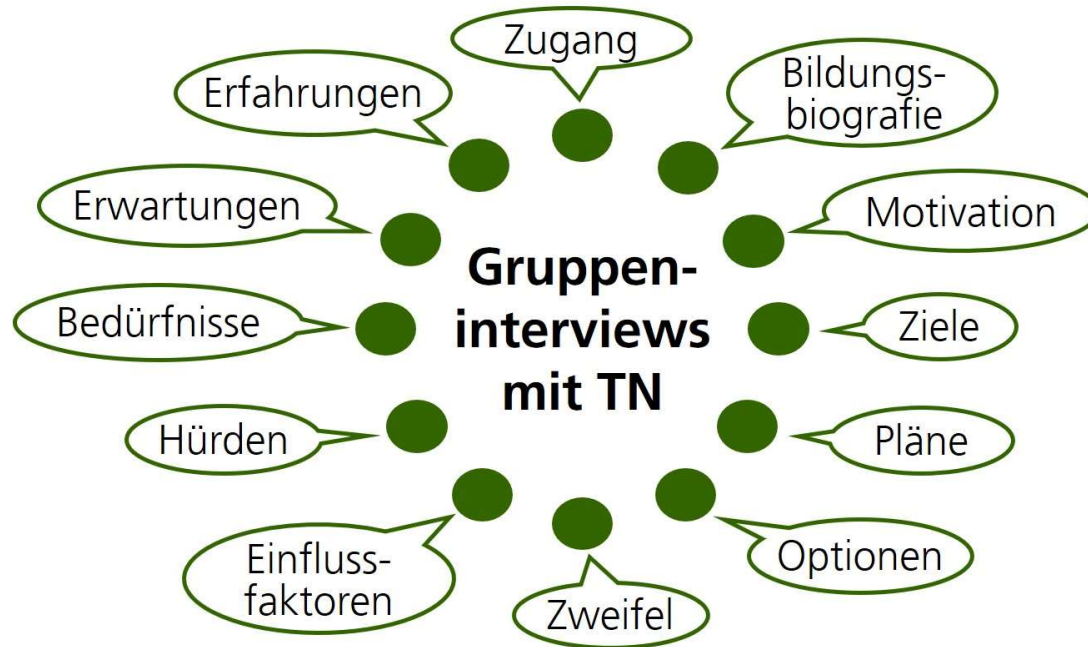 Zugang
Bildungs-
biografie
Motivation
Ziele
Pläne
Optionen
Zweifel
Einfluss-
faktoren
Hürden
Bedürfnisse
Erwartungen
Erfahrungen
Gruppen-
interviews
mit TN